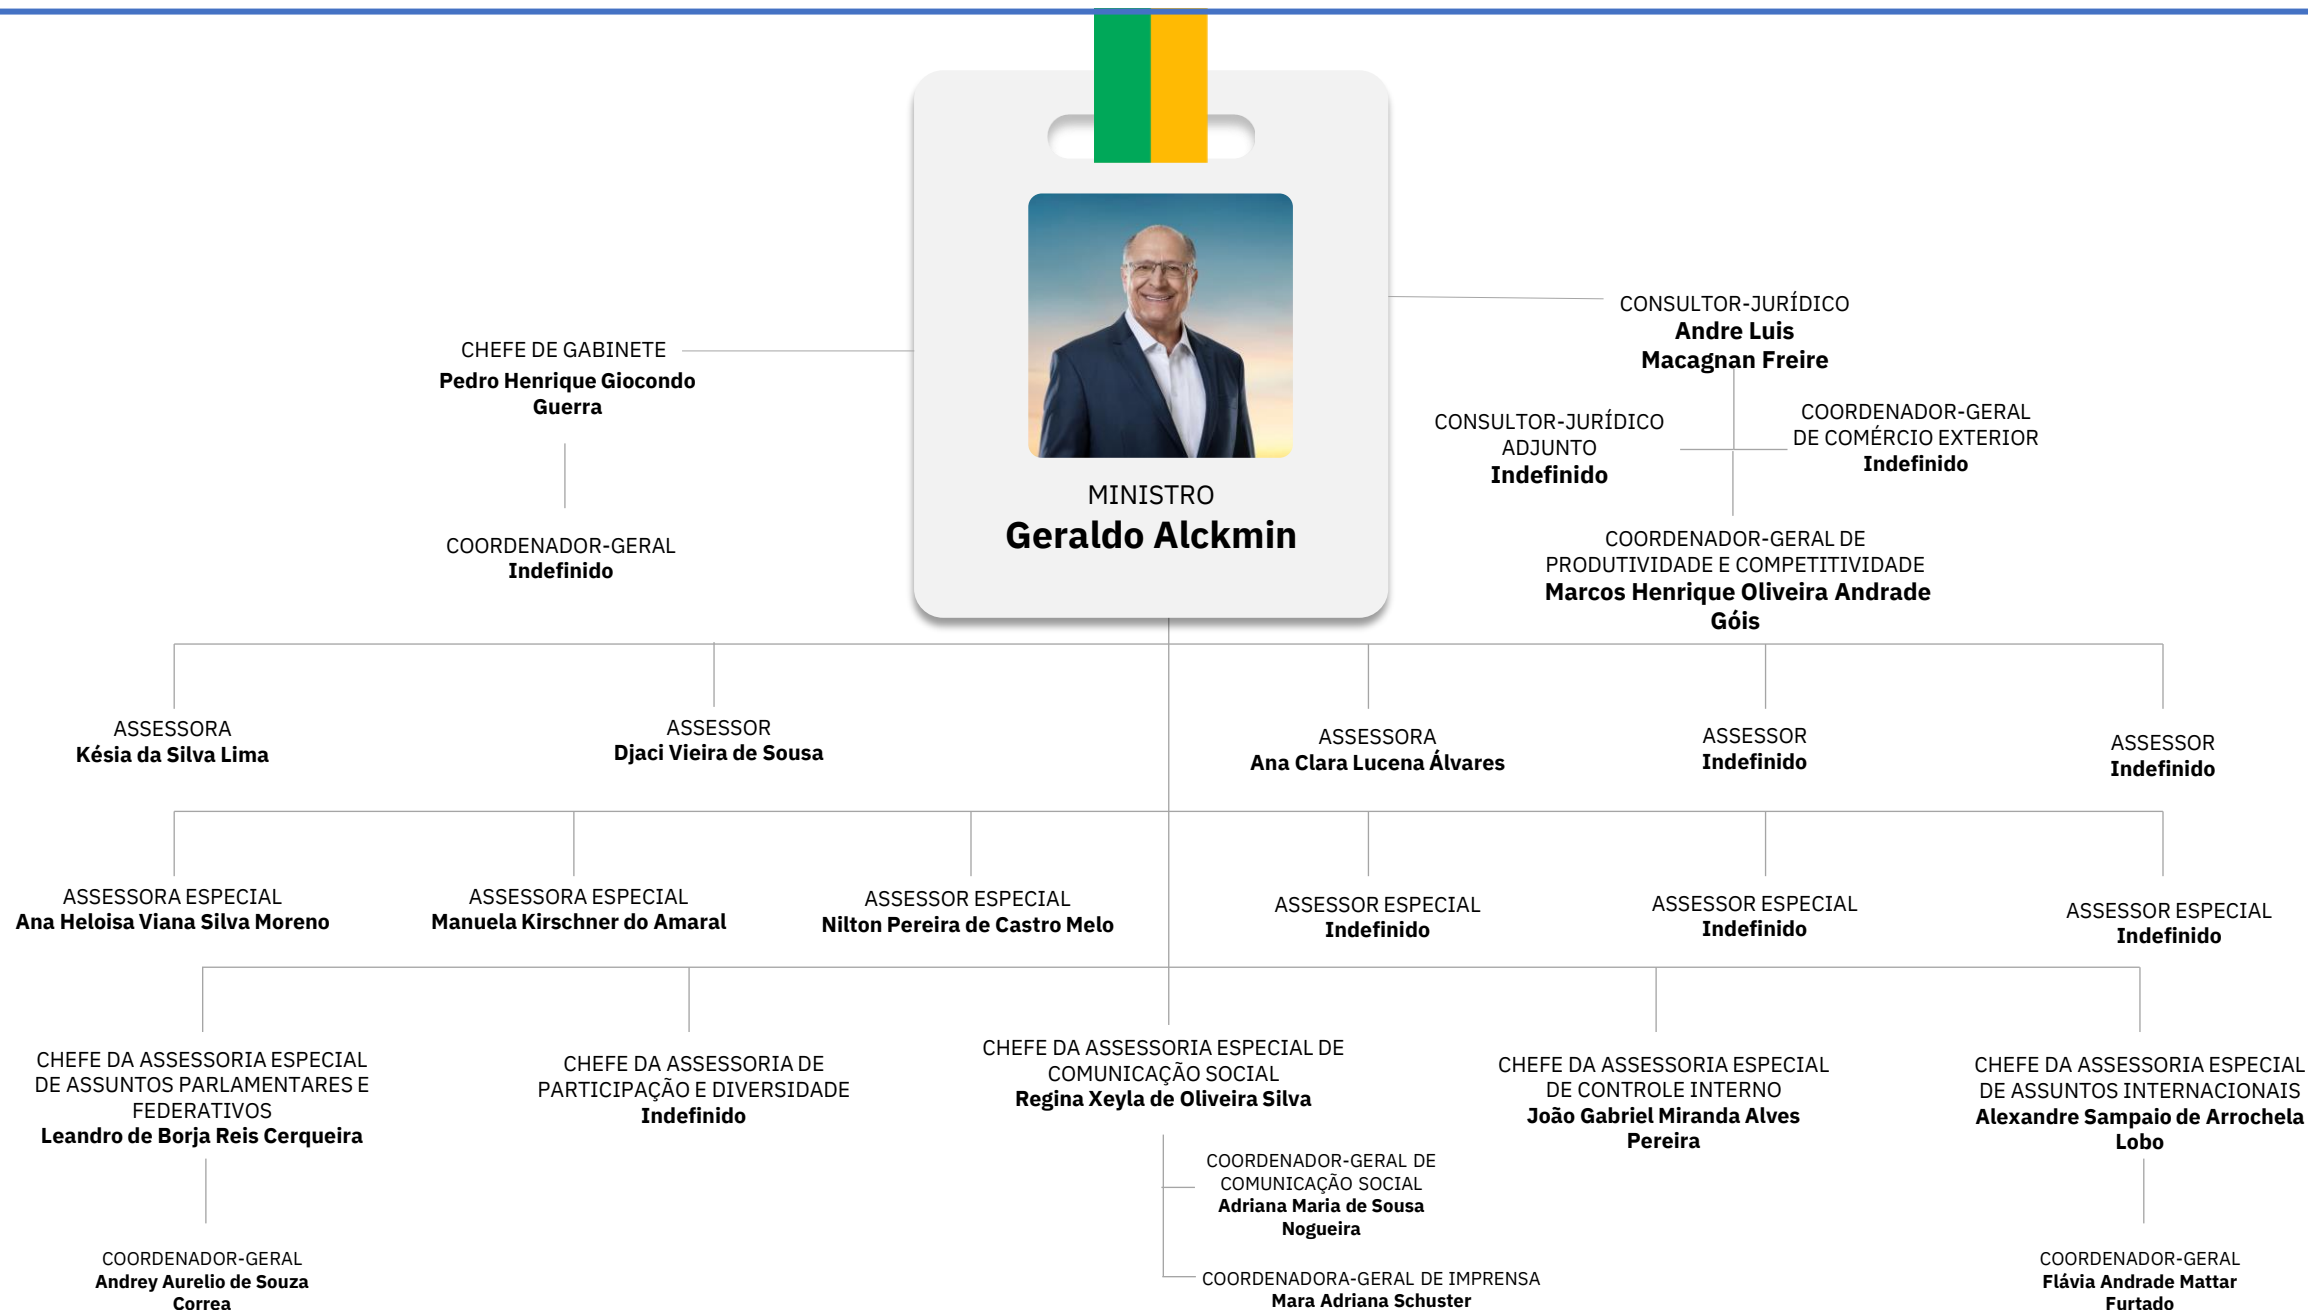 MINISTRO
Geraldo Alckmin
CHEFE DE GABINETE
Pedro Henrique Giocondo
Guerra
COORDENADOR-GERAL
Indefinido
CONSULTOR-JURÍDICO
Andre Luis
Macagnan Freire
CONSULTOR-JURÍDICO
ADJUNTO
Indefinido
COORDENADOR-GERAL
DE COMÉRCIO EXTERIOR
Indefinido
COORDENADOR-GERAL DE
PRODUTIVIDADE E COMPETITIVIDADE
Marcos Henrique Oliveira Andrade
Góis
ASSESSORA
Késia da Silva Lima
ASSESSOR
Djaci Vieira de Sousa
ASSESSORA
Ana Clara Lucena Álvares
ASSESSOR
Indefinido
ASSESSOR
Indefinido
ASSESSORA ESPECIAL
Ana Heloisa Viana Silva Moreno
ASSESSORA ESPECIAL
Manuela Kirschner do Amaral
ASSESSOR ESPECIAL
Nilton Pereira de Castro Melo
ASSESSOR ESPECIAL
Indefinido
ASSESSOR ESPECIAL
Indefinido
ASSESSOR ESPECIAL
Indefinido
CHEFE DA ASSESSORIA ESPECIAL
DE ASSUNTOS PARLAMENTARES E
FEDERATIVOS
Leandro de Borja Reis Cerqueira
COORDENADOR-GERAL
Andrey Aurelio de Souza
Correa
CHEFE DA ASSESSORIA DE
PARTICIPAÇÃO E DIVERSIDADE
Indefinido
CHEFE DA ASSESSORIA ESPECIAL DE
COMUNICAÇÃO SOCIAL
Regina Xeyla de Oliveira Silva
COORDENADOR-GERAL DE
COMUNICAÇÃO SOCIAL
Adriana Maria de Sousa
Nogueira
COORDENADORA-GERAL DE IMPRENSA
Mara Adriana Schuster
CHEFE DA ASSESSORIA ESPECIAL
DE CONTROLE INTERNO
João Gabriel Miranda Alves
Pereira
CHEFE DA ASSESSORIA ESPECIAL
DE ASSUNTOS INTERNACIONAIS
Alexandre Sampaio de Arrochela
Lobo
COORDENADOR-GERAL
Flávia Andrade Mattar
Furtado